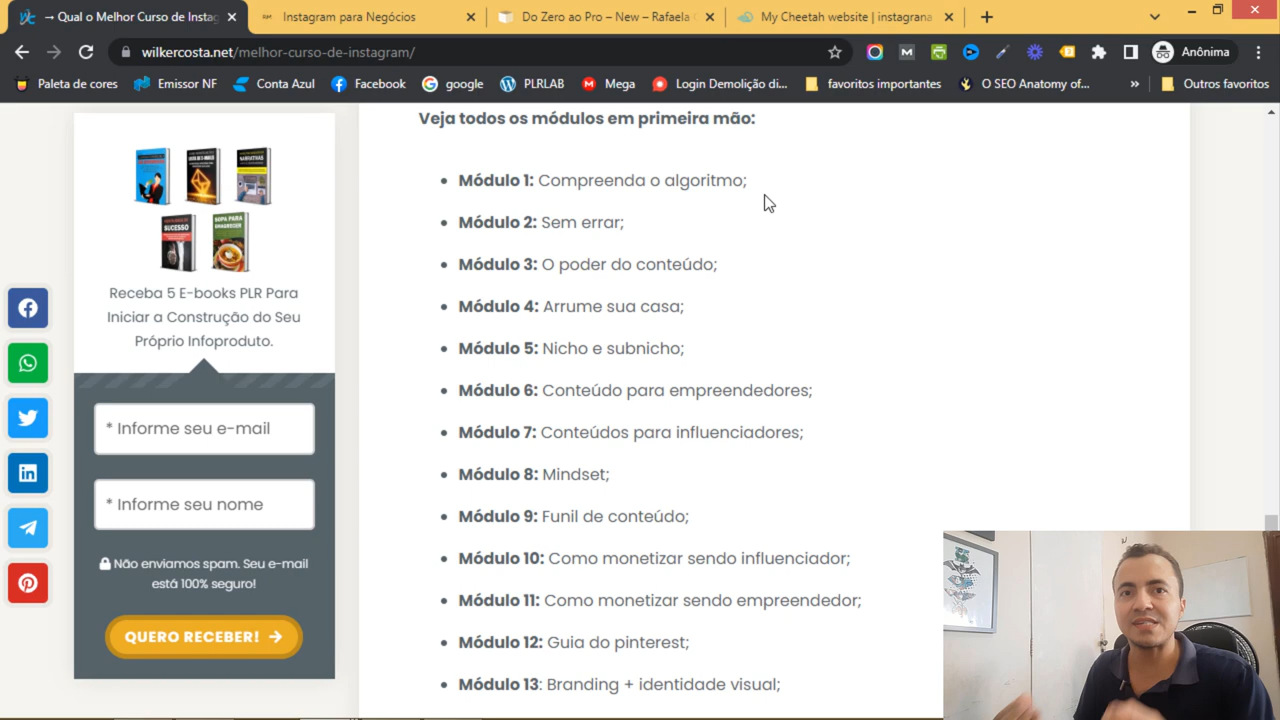 → Qual o Melhor Curso de Instag
Instagram para Negócios
Do Zero ao Pro – New – Rafaela
My Cheetah website | instagrana
wilkercosta.net/melhor-curso-de-instagram/
Anônima
Paleta de cores
Emissor NF
Conta Azul
Facebook
google
PLRLAB
Mega
Login Demolição di...
favoritos importantes
O SEO Anatomy of...
»
Outros favoritos
Receba 5 E-books PLR Para
Iniciar a Construção do Seu
Próprio Infoproduto.
* Informe seu e-mail
* Informe seu nome
Não enviamos spam. Seu e-mail
está 100% seguro!
QUERO RECEBER! →
Veja todos os módulos em primeira mão:
Módulo 1: Compreenda o algoritmo;
Módulo 2: Sem errar;
Módulo 3: O poder do conteúdo;
Módulo 4: Arrume sua casa;
Módulo 5: Nicho e subnicho;
Módulo 6: Conteúdo para empreendedores;
Módulo 7: Conteúdos para influenciadores;
Módulo 8: Mindset;
Módulo 9: Funil de conteúdo;
Módulo 10: Como monetizar sendo influenciador;
Módulo 11: Como monetizar sendo empreendedor;
Módulo 12: Guia do pinterest;
Módulo 13: Branding + identidade visual;